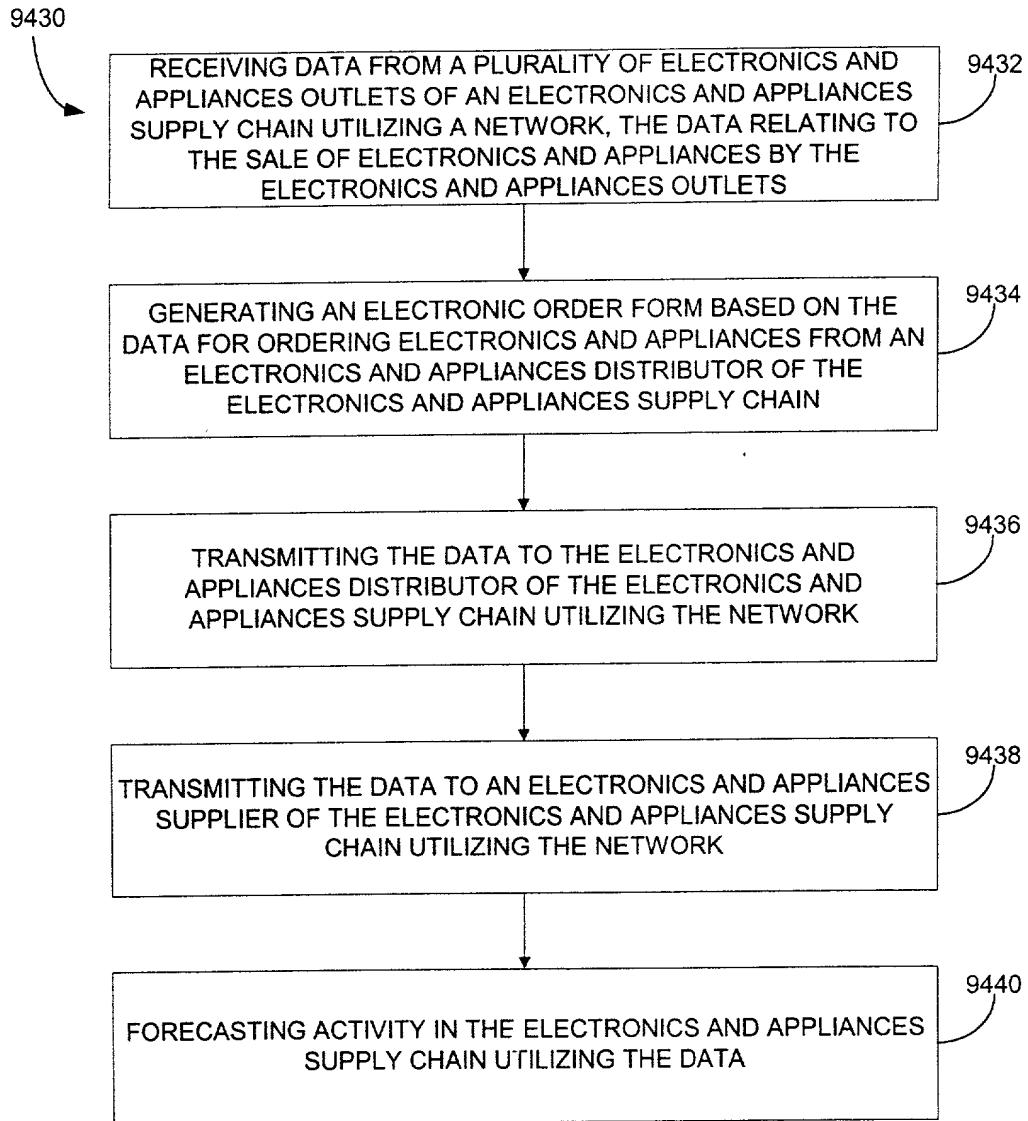 9430
RECEIVING DATA FROM A PLURALITY OF ELECTRONICS AND
APPLIANCES OUTLETS OF AN ELECTRONICS AND APPLIANCES
SUPPLY CHAIN UTILIZING A NETWORK, THE DATA RELATING TO
THE SALE OF ELECTRONICS AND APPLIANCES BY THE
ELECTRONICS AND APPLIANCES OUTLETS
9432
GENERATING AN ELECTRONIC ORDER FORM BASED ON THE
DATA FOR ORDERING ELECTRONICS AND APPLIANCES FROM AN
ELECTRONICS AND APPLIANCES DISTRIBUTOR OF THE
ELECTRONICS AND APPLIANCES SUPPLY CHAIN
9434
TRANSMITTING THE DATA TO THE ELECTRONICS AND
APPLIANCES DISTRIBUTOR OF THE ELECTRONICS AND
APPLIANCES SUPPLY CHAIN UTILIZING THE NETWORK
9436
TRANSMITTING THE DATA TO AN ELECTRONICS AND APPLIANCES
SUPPLIER OF THE ELECTRONICS AND APPLIANCES SUPPLY
CHAIN UTILIZING THE NETWORK
9438
FORECASTING ACTIVITY IN THE ELECTRONICS AND APPLIANCES
SUPPLY CHAIN UTILIZING THE DATA
9440